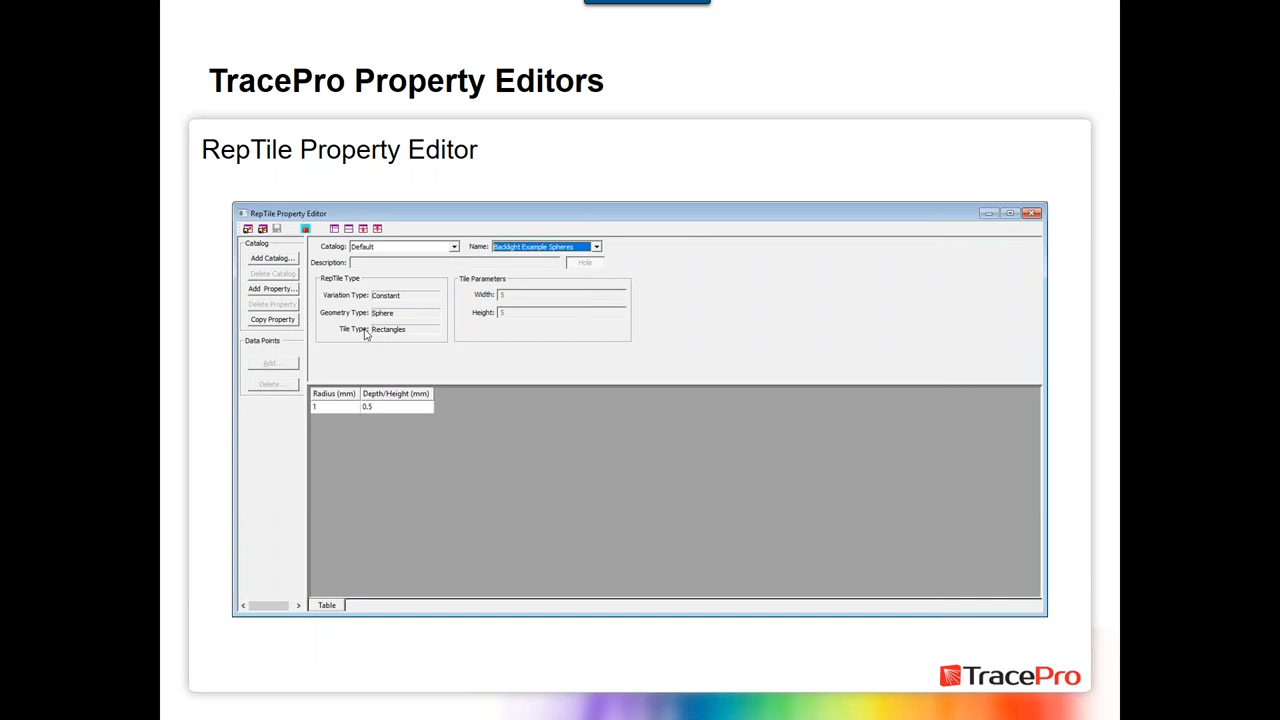 TracePro Property Editors
RepTile Property Editor
RepTile Property Editor
Catalog
Add Catalog...
Delete Catalog
Add Property...
Delete Property
Copy Property
Data Points
Add...
Delete...
Catalog: Default Name: Backlight Example Spheres
Description: Hole
RepTile Type
Variation Type: Constant
Geometry Type: Sphere
Tile Type: Rectangles
Tile Parameters
Width: 5
Height: 5
Radius (mm) Depth/Height (mm)
1 0.5
Table
TracePro